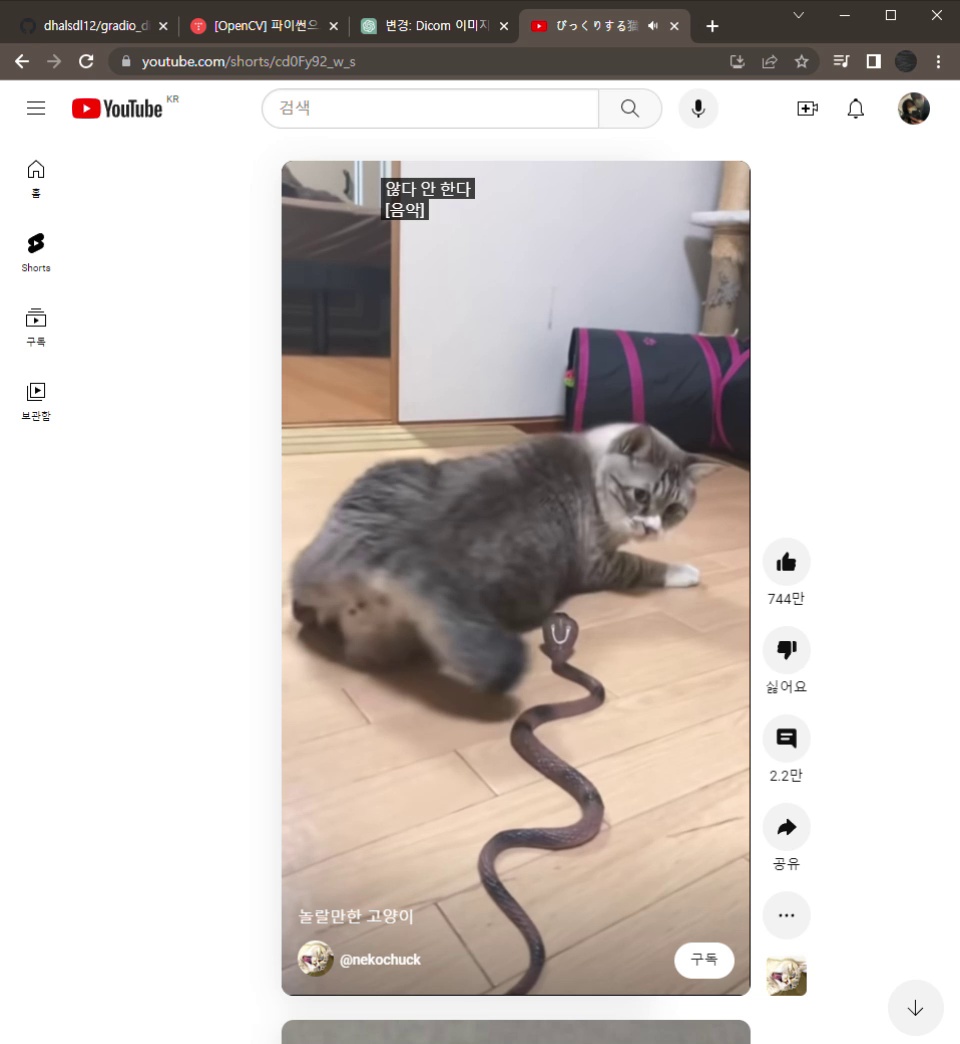 dhalsdl12/gradio_di
[OpenCV] 파이썬으
변경: Dicom 이미지
びっくりする猫
youtube.com/shorts/cd0Fy92_w_s
YouTube KR
검색
홈
Shorts
구독
보관함
않다 안 한다
[음악]
744만
싫어요
2.2만
공유
놀랄만한 고양이
@nekochuck
구독